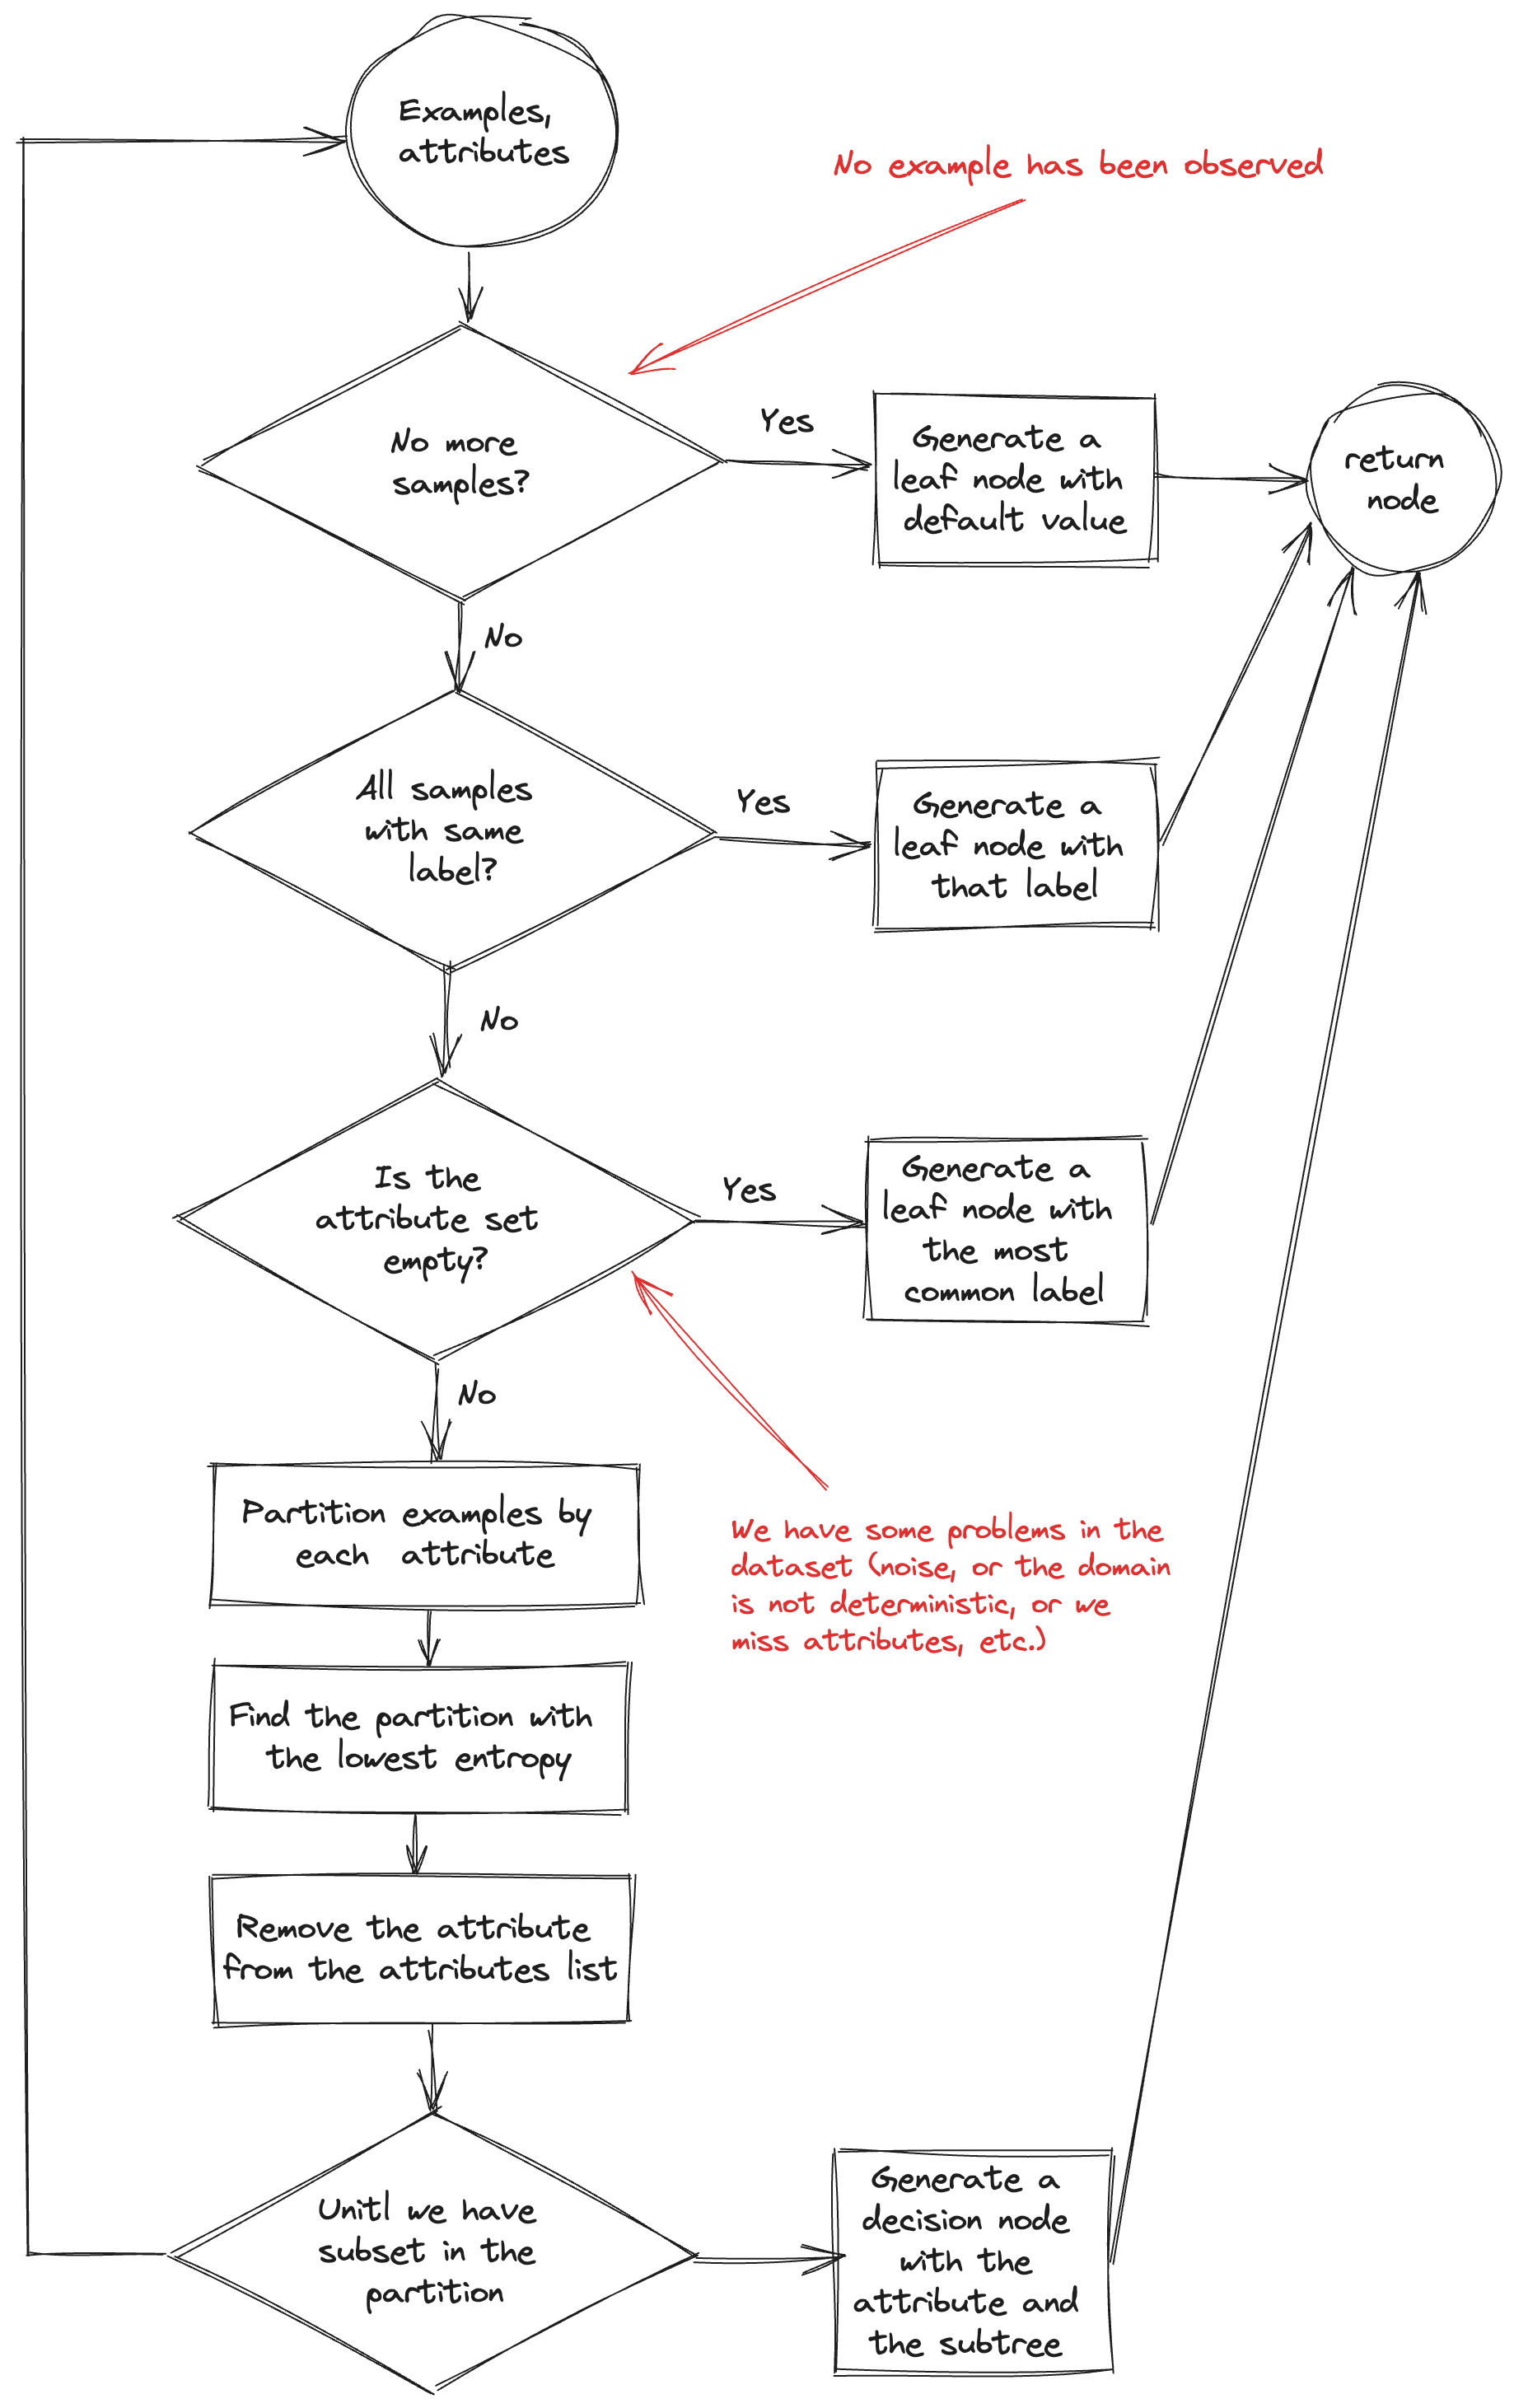 Examples,
attributes
No example has been observed
No more
samples?
Yes
Generate a
leaf node with
default value
return
node
No
All samples
with same
label?
Yes
Generate a
leaf node with
that label
No
Is the
attribute set
empty?
Yes
Generate a
leaf node with
the most
common label
No
Partition examples by
each attribute
We have some problems in the
dataset (noise, or the domain
is not deterministic, or we
miss attributes, etc.)
Find the partition with
the lowest entropy
Remove the attribute
from the attributes list
Unitl we have
subset in the
partition
Generate a
decision node
with the
attribute and
the subtree